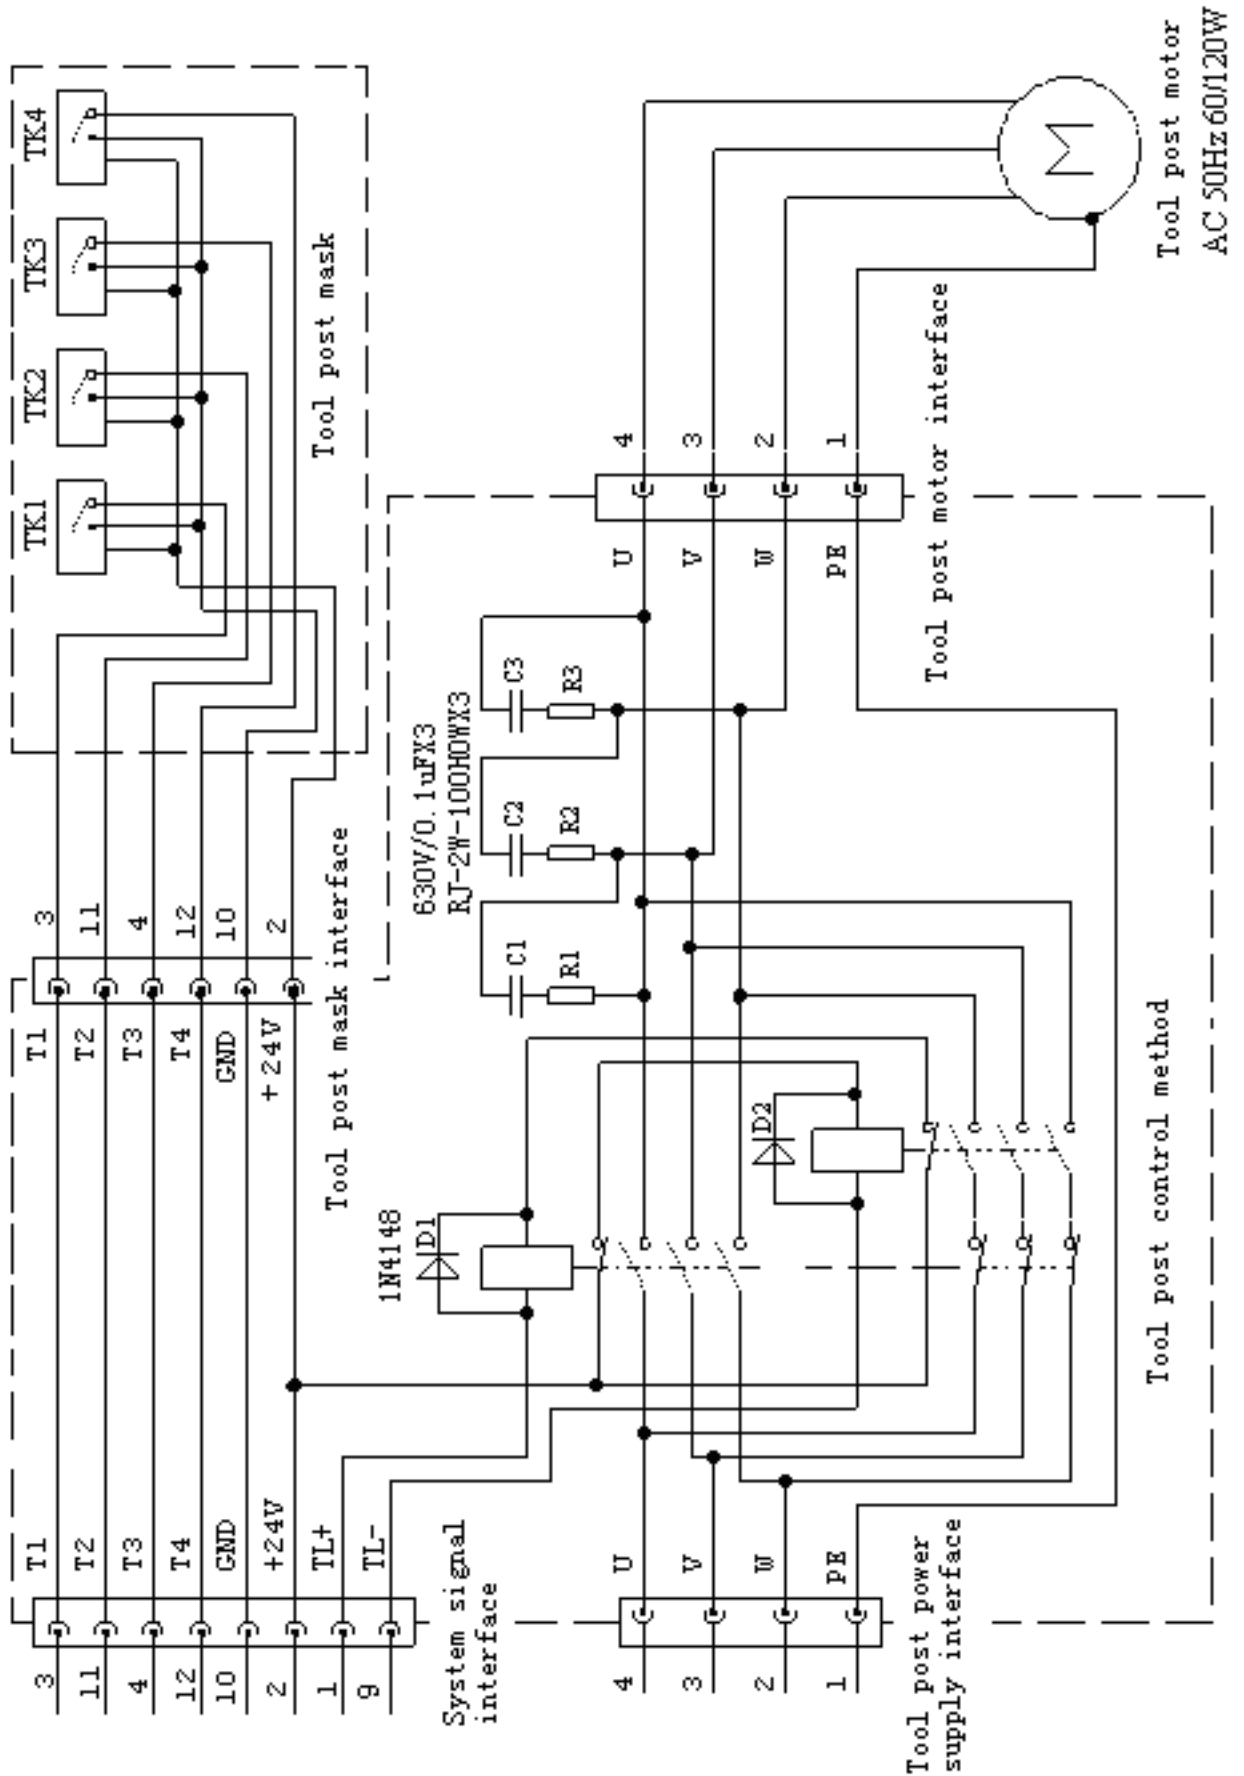 TK1
TK2
TK3
TK4
Tool post mask
3
11
4
12
10
2
T1
T2
T3
T4
GND
+24V
Tool post mask interface
3
11
4
12
10
2
1
9
T1
T2
T3
T4
GND
+24V
TL+
TL-
System signal
interface
1N4148
D1
D2
630V/0.1uFX3
RJ-2W-100HOWX3
C1
R1
C2
R2
C3
R3
U
V
W
PE
4
3
2
1
Tool post motor interface
Tool post motor
AC 50Hz 60/120W
M
U
V
W
PE
4
3
2
1
Tool post power
supply interface
Tool post control method